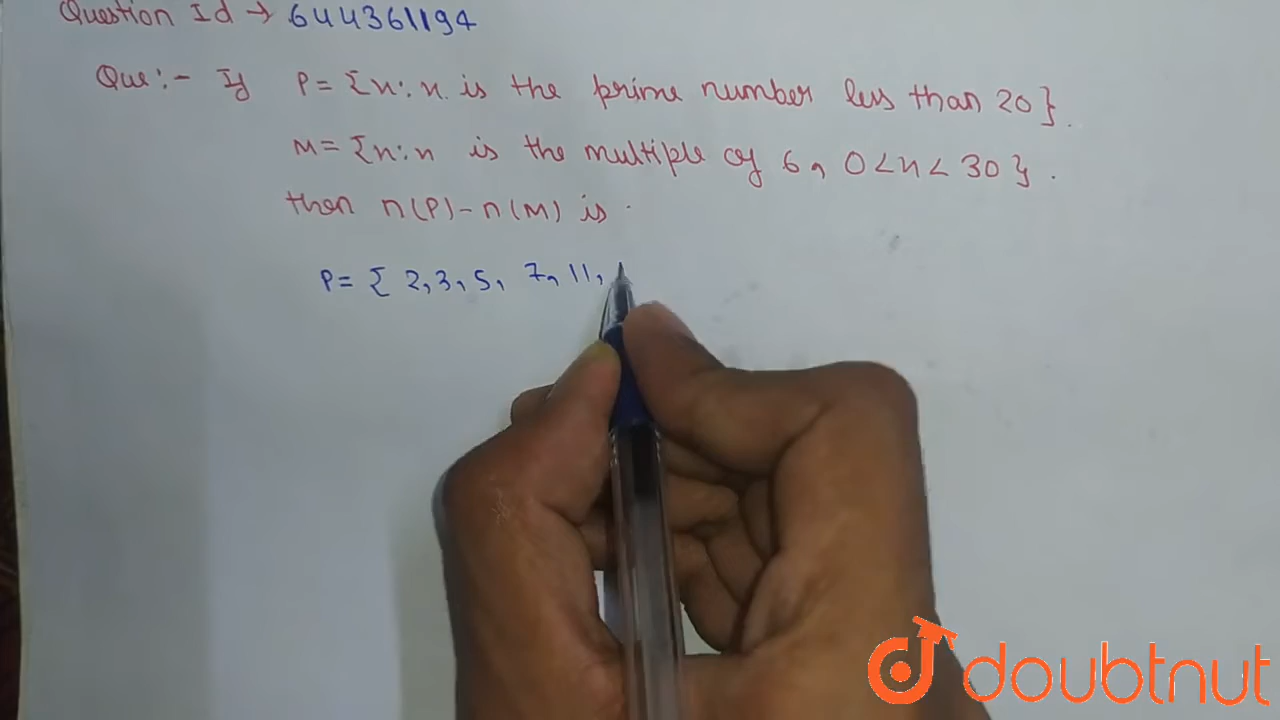 Question Id → 644361194
Que:- If P = {x: x is the prime number less than 20}.
M = {x: x is the multiple of 6, 0 < x < 30}.
then n(P) - n(M) is
P = { 2, 3, 5, 7, 11,
doubtnut